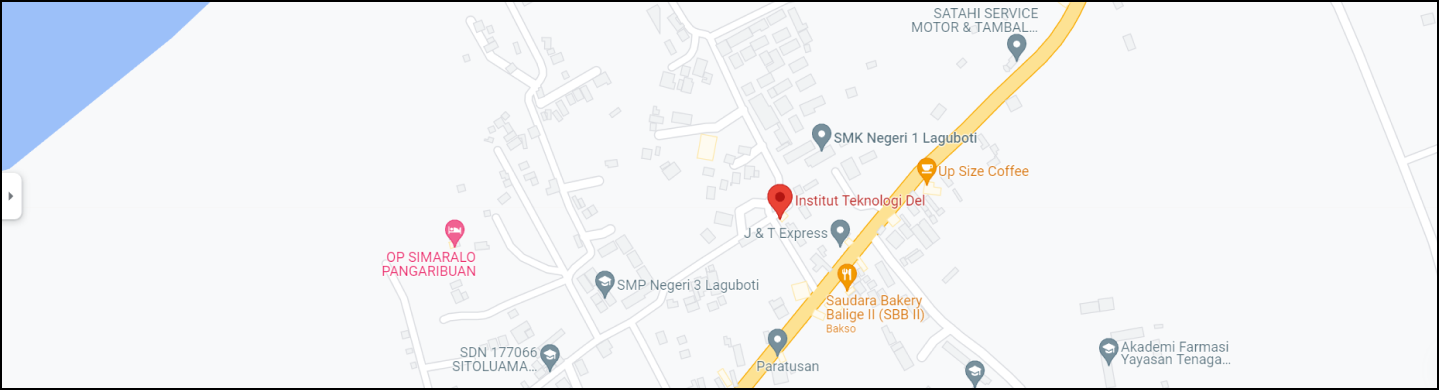 SATAHI SERVICE
MOTOR & TAMBAL...
SMK Negeri 1 Laguboti
Up Size Coffee
Institut Teknologi Del
J & T Express
OP SIMARALO
PANGARIBUAN
SMP Negeri 3 Laguboti
Saudara Bakery
Balige II (SBB II)
Bakso
SDN 177066
SITOLUAMA...
Paratusan
Akademi Farmasi
Yayasan Tenaga...